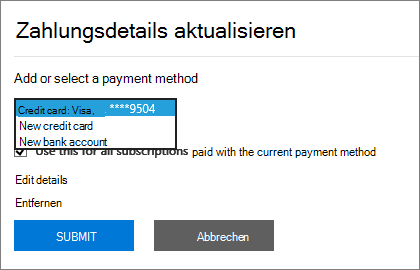 Zahlungsdetails aktualisieren
Add or select a payment method
Credit card: Visa, ****9504
New credit card
New bank account
Use this for all subscriptions paid with the current payment method
Edit details
Entfernen
SUBMIT Abbrechen